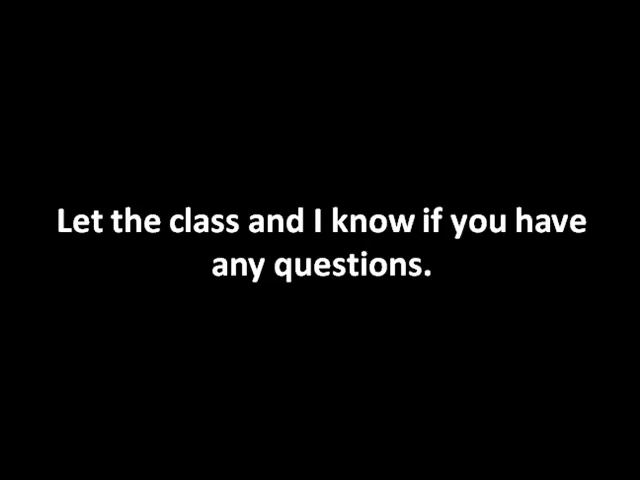 Let the class and I know if you have
any questions.